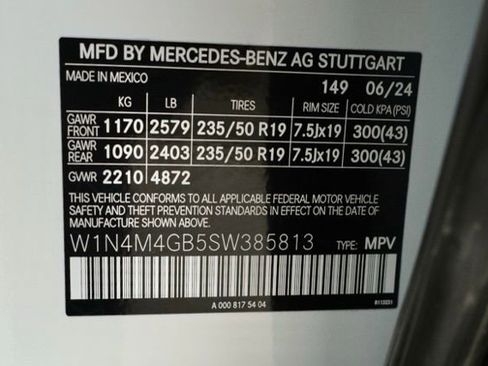 MFD BY MERCEDES-BENZ AG STUTTGART
MADE IN MEXICO 149 06/24
KG LB TIRES RIM SIZE COLD KPA (PSI)
GAWR FRONT 1170 2579 235/50 R19 7.5Jx19 300(43)
GAWR REAR 1090 2403 235/50 R19 7.5Jx19 300(43)
GVWR 2210 4872
THIS VEHICLE CONFORMS TO ALL APPLICABLE FEDERAL MOTOR VEHICLE
SAFETY AND THEFT PREVENTION STANDARDS IN EFFECT ON THE DATE OF
MANUFACTURE SHOWN ABOVE.
W1N4M4GB5SW385813 TYPE: MPV
A 000 817 54 04